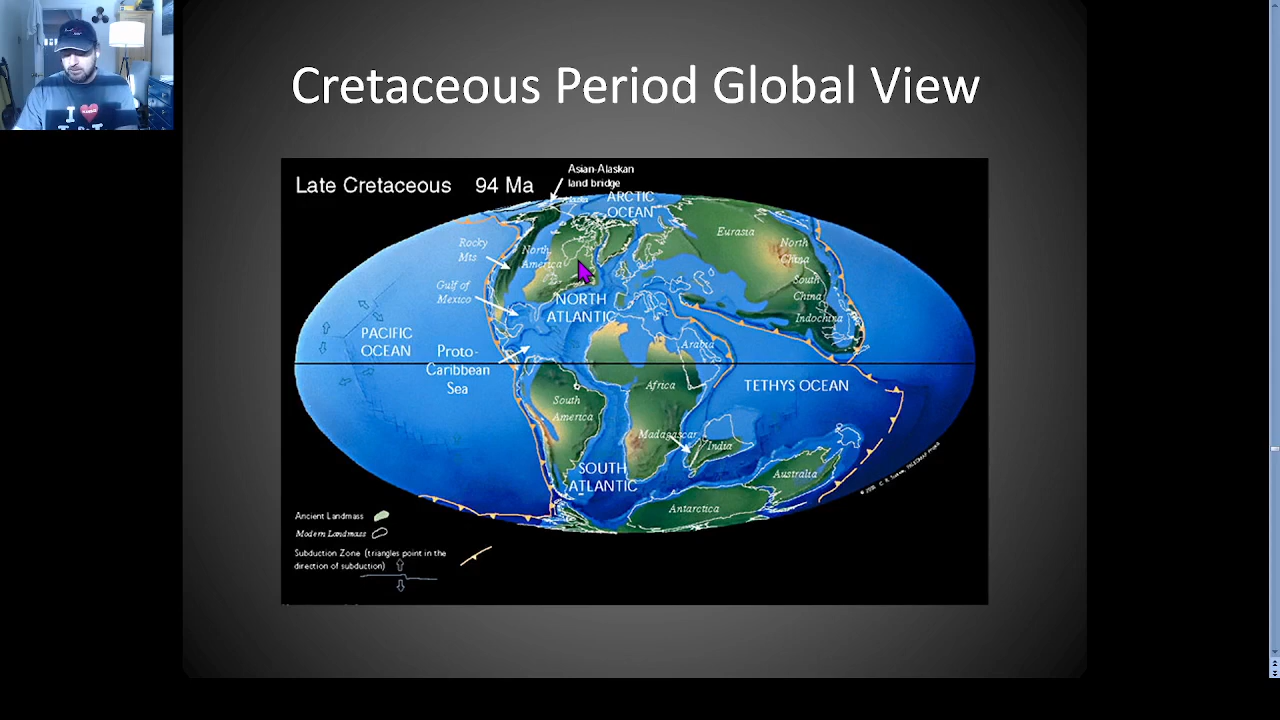 I ♥
Cretaceous Period Global View
Late Cretaceous 94 Ma
Asian-Alaskan
land bridge
Alaska
ARCTIC
OCEAN
Rocky
Mts
North
America
Eurasia
North
China
South
China
Indochina
Gulf of
Mexico
NORTH
ATLANTIC
PACIFIC
OCEAN
Proto-
Caribbean
Sea
Arabia
Africa
TETHYS OCEAN
South
America
Madagascar
India
SOUTH
ATLANTIC
Australia
Antarctica
Ancient Landmass
Modern Landmass
Subduction Zone (triangles point in the
direction of subduction)